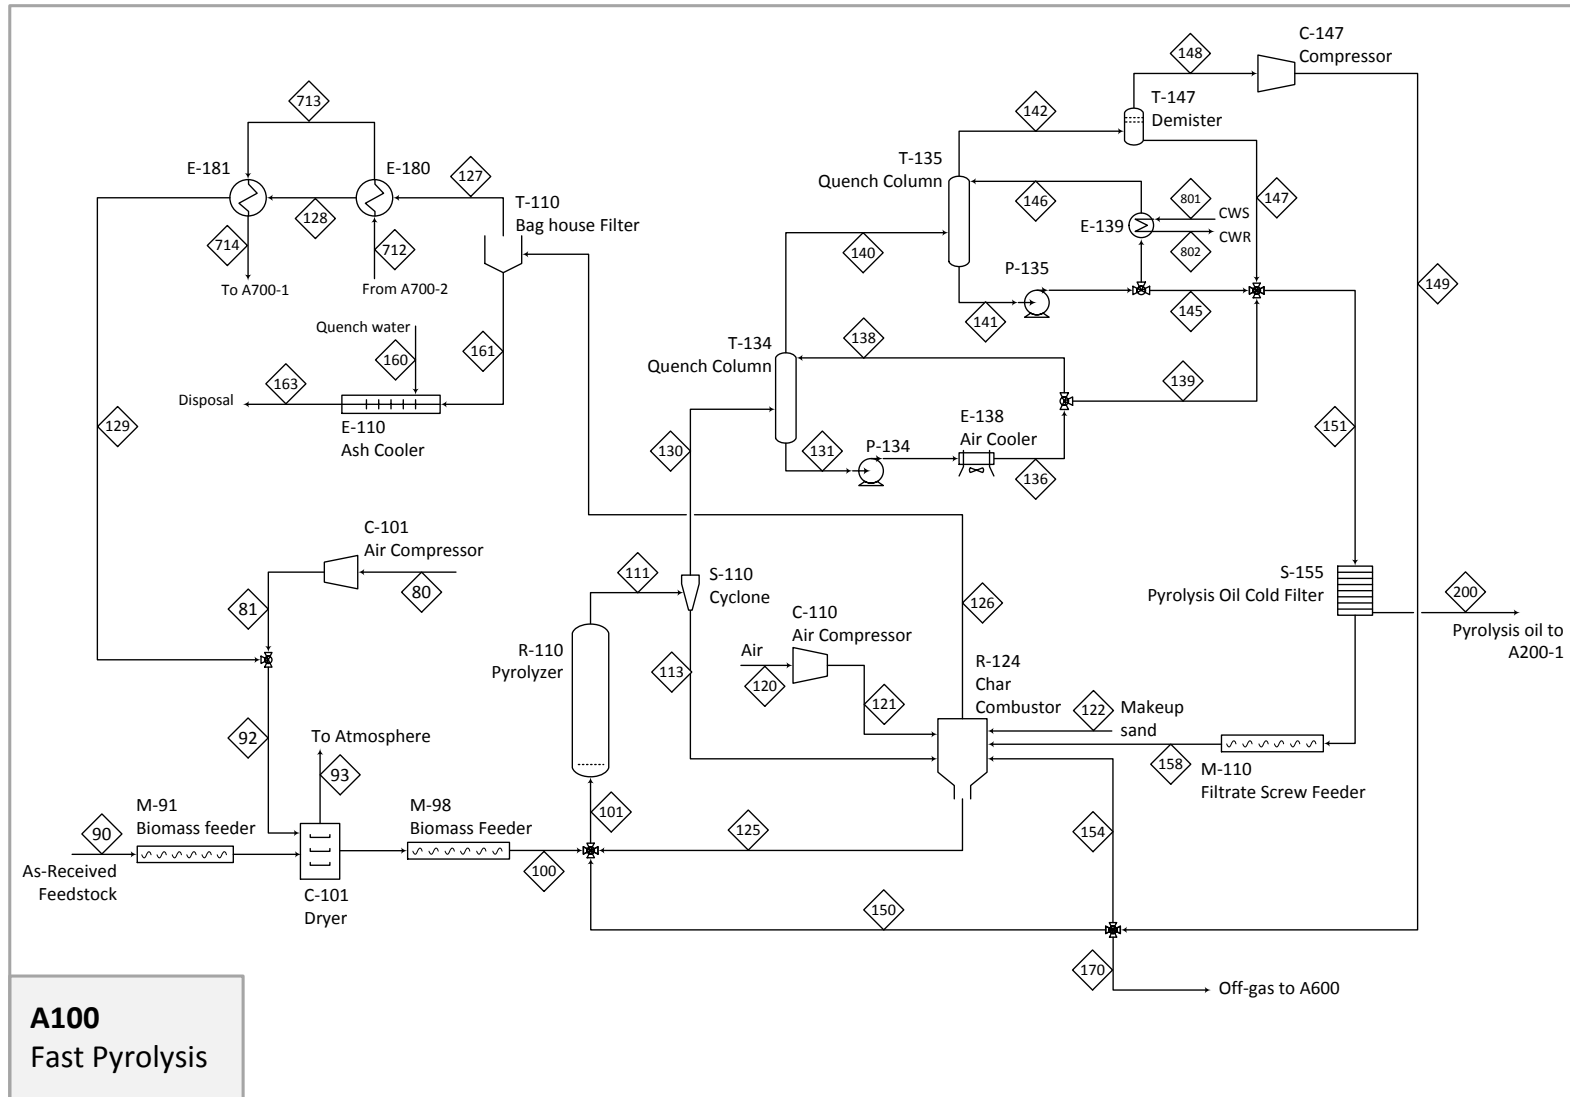 C-147
Compressor
148
T-147
Demister
713
142
E-181
E-180
127
T-135
Quench Column
147
128
T-110
Bag house Filter
146
801
CWS
E-139
CWR
802
714
712
140
To A700-1
From A700-2
P-135
141
145
149
Quench water
160
161
T-134
Quench Column
138
139
Disposal
163
E-110
Ash Cooler
129
130
131
P-134
E-138
Air Cooler
136
151
C-101
Air Compressor
80
81
111
S-110
Cyclone
126
S-155
Pyrolysis Oil Cold Filter
200
Pyrolysis oil to
A200-1
R-110
Pyrolyzer
113
C-110
Air Compressor
Air
120
121
R-124
Char
Combustor
122
Makeup
sand
158
M-110
Filtrate Screw Feeder
92
To Atmosphere
93
90
M-91
Biomass feeder
As-Received
Feedstock
C-101
Dryer
M-98
Biomass Feeder
100
101
125
154
150
170
Off-gas to A600
A100
Fast Pyrolysis